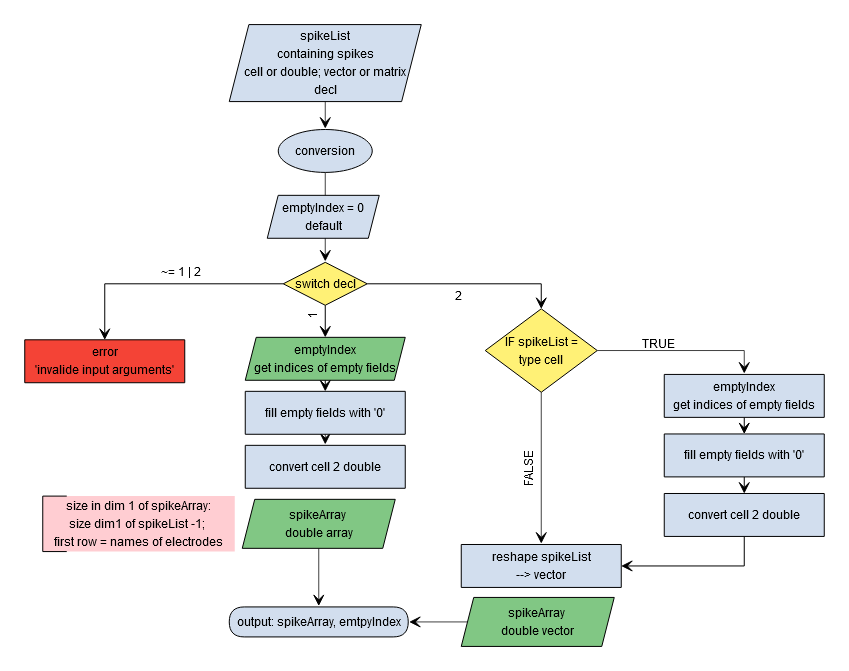 spikeList
containing spikes
cell or double; vector or matrix
decl
conversion
emptyIndex = 0
default
switch decl
~= 1 | 2
1
2
error
'invalide input arguments'
emptyIndex
get indices of empty fields
fill empty fields with '0'
convert cell 2 double
IF spikeList =
type cell
TRUE
FALSE
emptyIndex
get indices of empty fields
fill empty fields with '0'
convert cell 2 double
size in dim 1 of spikeArray:
size dim1 of spikeList -1;
first row = names of electrodes
spikeArray
double array
reshape spikeList
--> vector
spikeArray
double vector
output: spikeArray, emtpyIndex